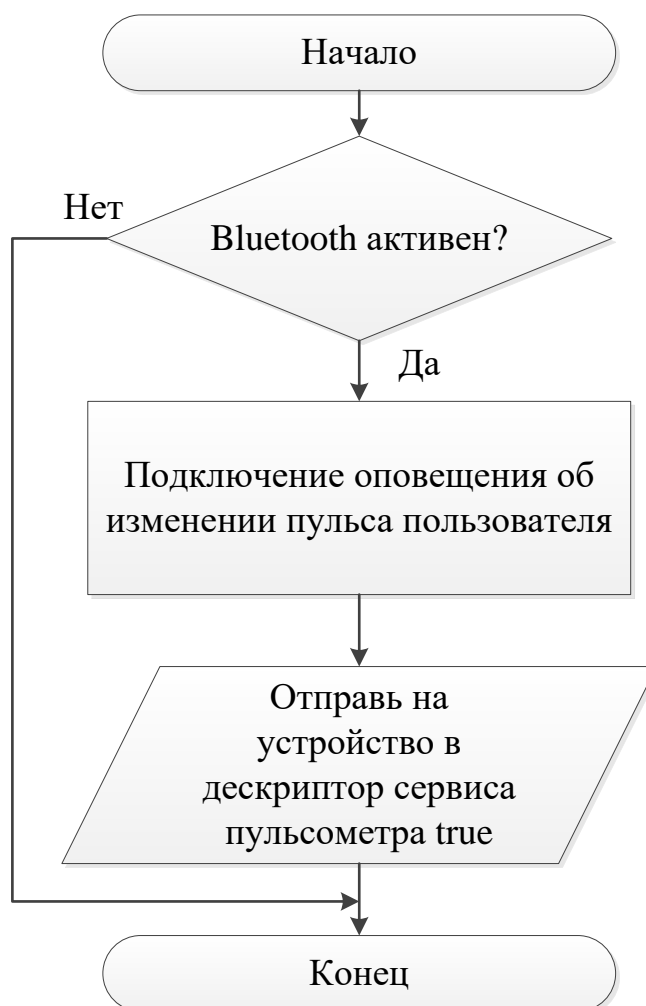 Начало
Нет
Bluetooth активен?
Да
Подключение оповещения об
изменении пульса пользователя
Отправь на
устройство в
дескриптор сервиса
пульсометра true
Конец